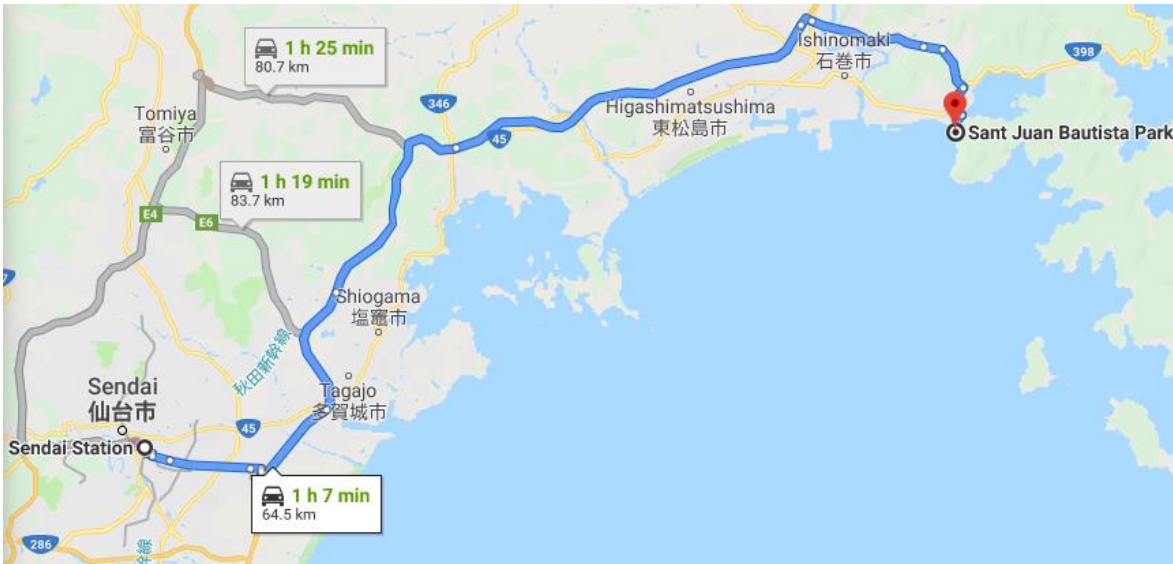 1 h 25 min
80.7 km
Tomiya
富谷市
346
45
Ishinomaki
石巻市
398
Higashimatsushima
東松島市
Sant Juan Bautista Park
1 h 19 min
83.7 km
E4
E6
7
Shiogama
塩竈市
秋田新幹線
Sendai
仙台市
Tagajo
多賀城市
45
Sendai Station
1 h 7 min
64.5 km
286
幹線